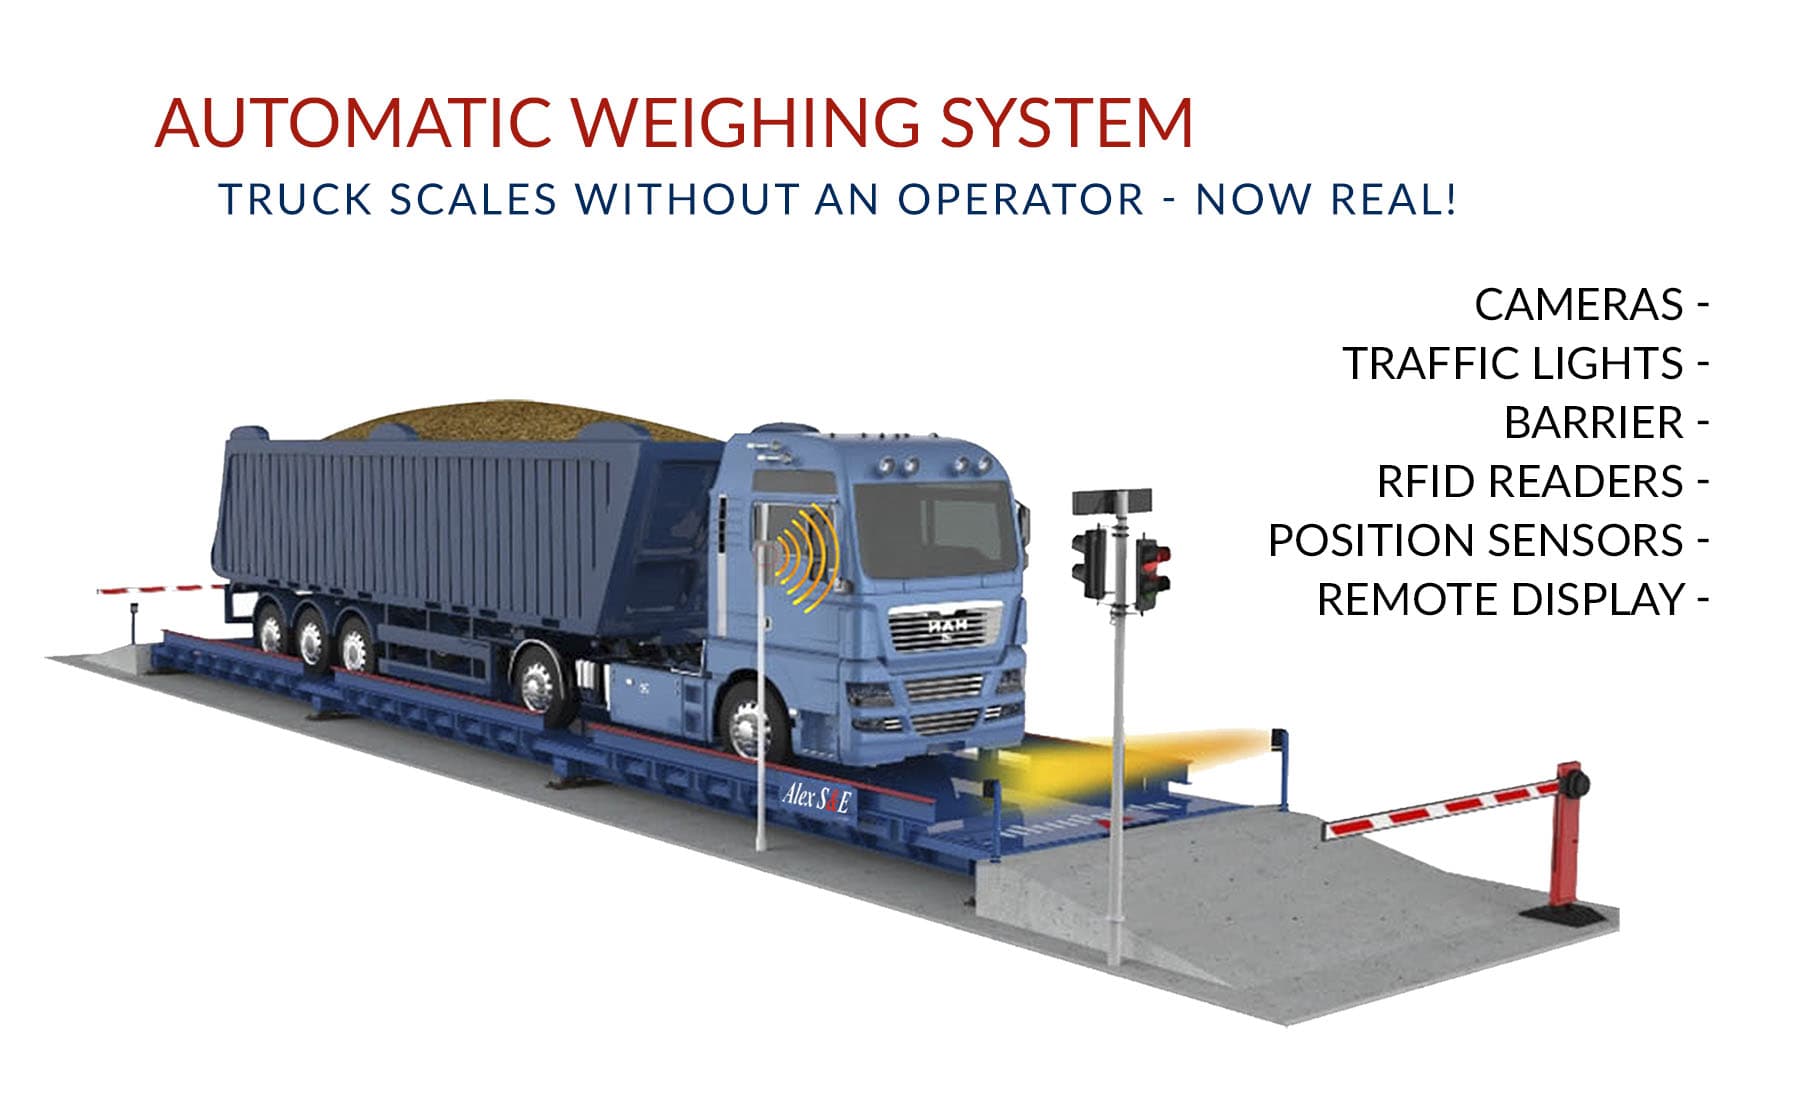 AUTOMATIC WEIGHING SYSTEM
TRUCK SCALES WITHOUT AN OPERATOR - NOW REAL!
CAMERAS -
TRAFFIC LIGHTS -
BARRIER -
RFID READERS -
POSITION SENSORS -
REMOTE DISPLAY -
Alex S&E